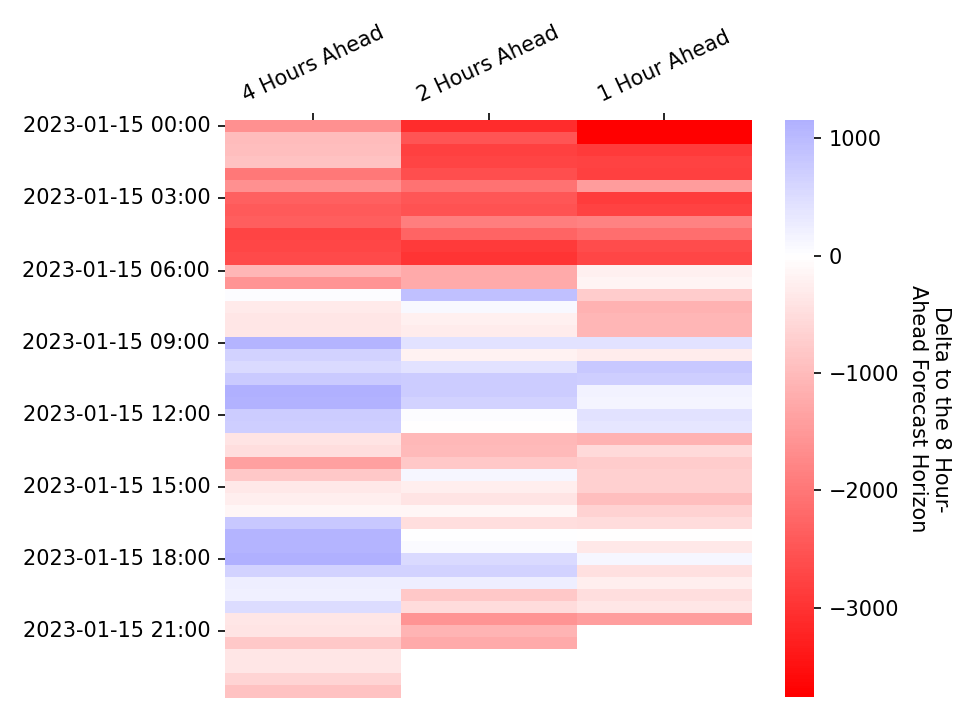 4 Hours Ahead
2 Hours Ahead
1 Hour Ahead
2023-01-15 00:00
2023-01-15 03:00
2023-01-15 06:00
2023-01-15 09:00
2023-01-15 12:00
2023-01-15 15:00
2023-01-15 18:00
2023-01-15 21:00
1000
0
−1000
−2000
−3000
Delta to the 8 Hour-
Ahead Forecast Horizon